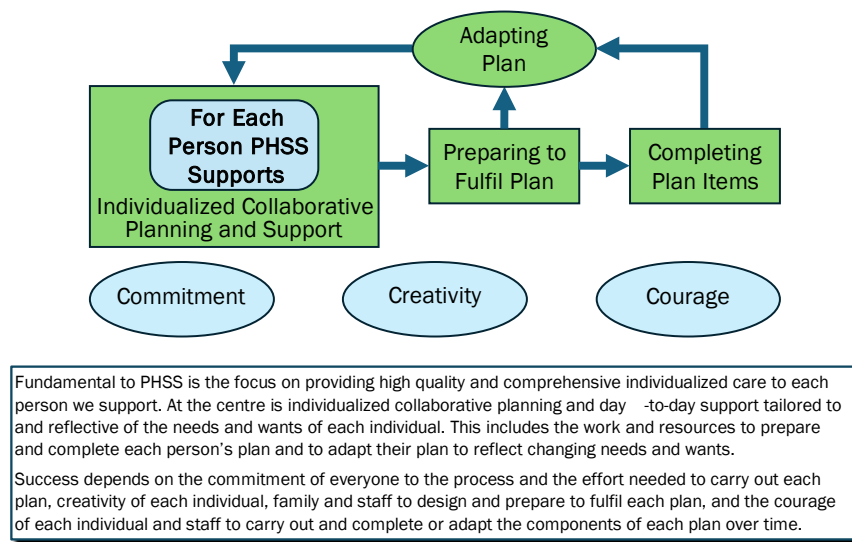 Adapting
Plan
For Each
Person PHSS
Supports
Individualized Collaborative
Planning and Support
Preparing to
Fulfil Plan
Completing
Plan Items
Commitment
Creativity
Courage
Fundamental to PHSS is the focus on providing high quality and comprehensive individualized care to each
person we support. At the centre is individualized collaborative planning and day -to-day support tailored to
and reflective of the needs and wants of each individual. This includes the work and resources to prepare
and complete each person’s plan and to adapt their plan to reflect changing needs and wants.
Success depends on the commitment of everyone to the process and the effort needed to carry out each
plan, creativity of each individual, family and staff to design and prepare to fulfil each plan, and the courage
of each individual and staff to carry out and complete or adapt the components of each plan over time.